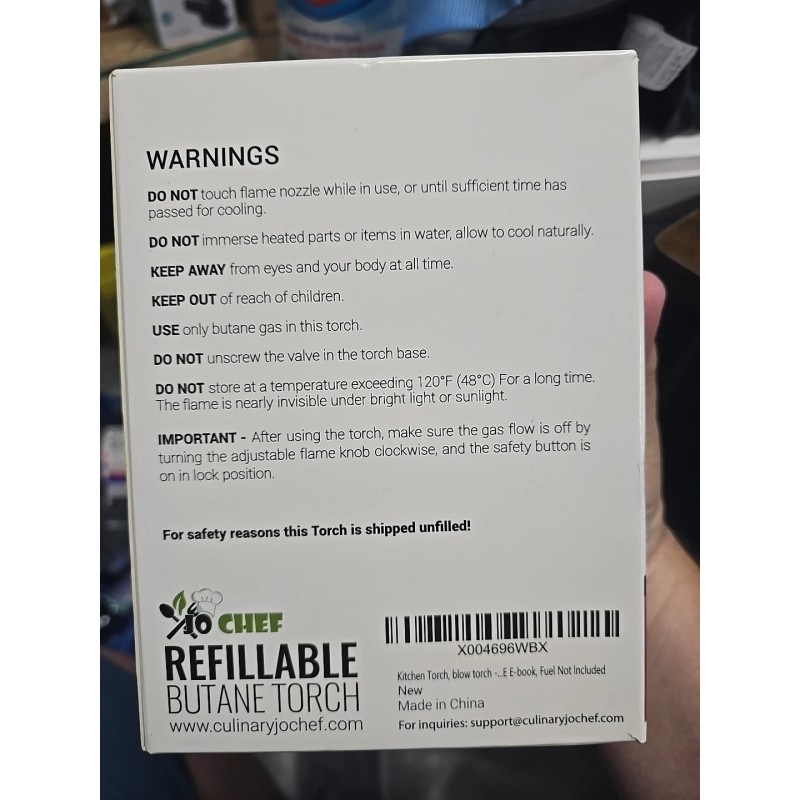 WARNINGS
DO NOT touch flame nozzle while in use, or until sufficient time has
passed for cooling.
DO NOT immerse heated parts or items in water, allow to cool naturally.
KEEP AWAY from eyes and your body at all time.
KEEP OUT of reach of children.
USE only butane gas in this torch.
DO NOT unscrew the valve in the torch base.
DO NOT store at a temperature exceeding 120°F (48°C) For a long time.
The flame is nearly invisible under bright light or sunlight.
IMPORTANT - After using the torch, make sure the gas flow is off by
turning the adjustable flame knob clockwise, and the safety button is
on in lock position.
For safety reasons this Torch is shipped unfilled!
JO CHEF
REFILLABLE
BUTANE TORCH
www.culinaryjochef.com
X004696WBX
Kitchen Torch, blow torch -...E E-book, Fuel Not Included
New
Made in China
For inquiries: support@culinaryjochef.com